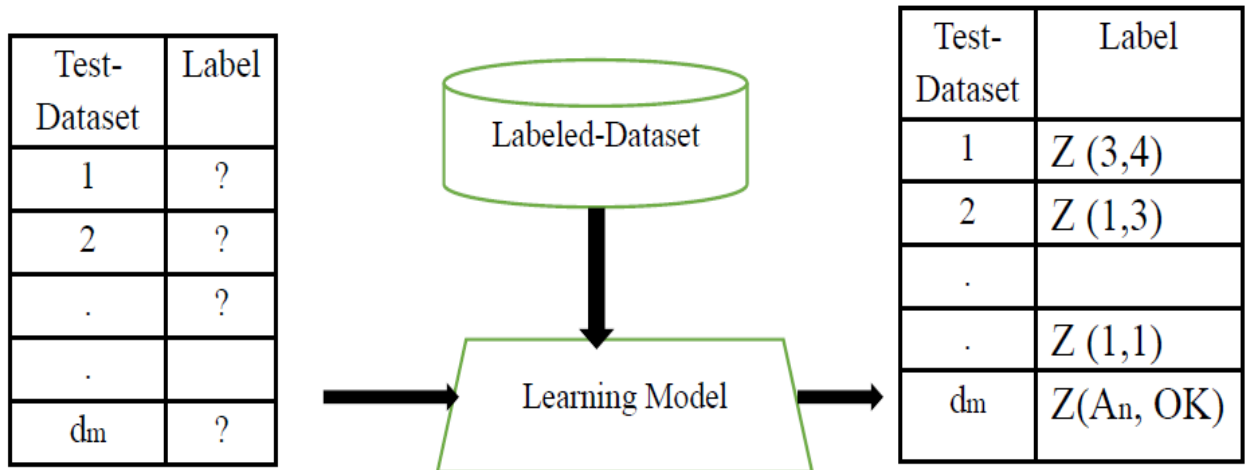 Test-
Dataset Label
1 ?
2 ?
. ?
.
dm ?
Labeled-Dataset
Learning Model
Test-
Dataset Label
1 Z (3,4)
2 Z (1,3)
.
. Z (1,1)
dm Z(An, OK)